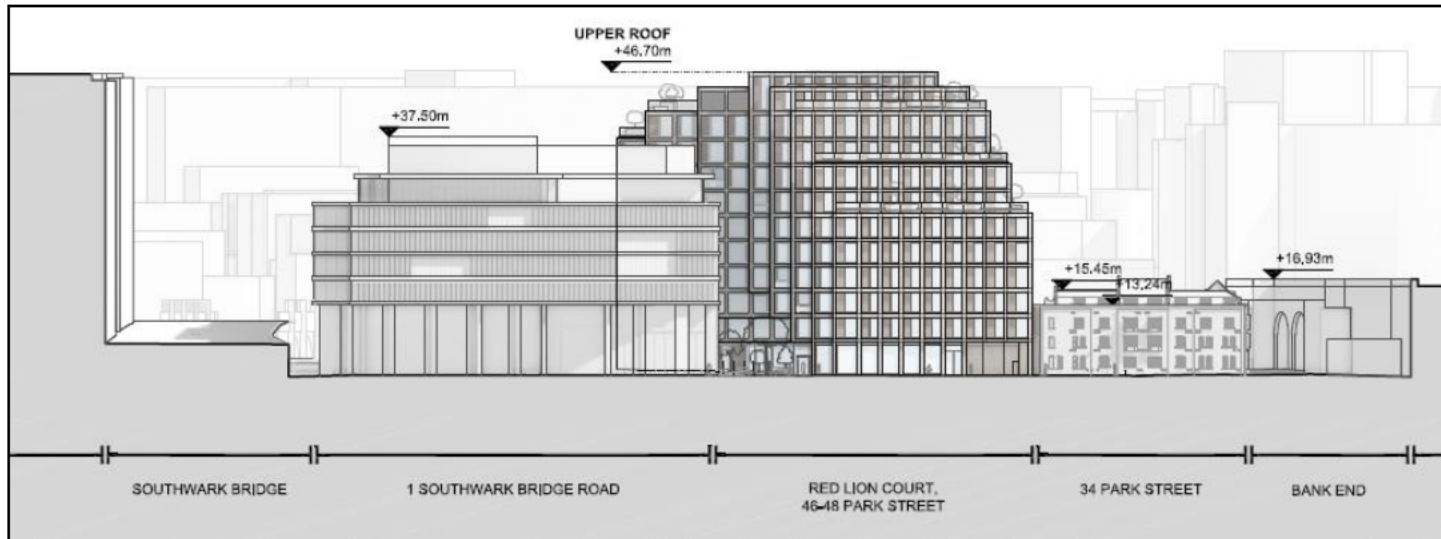 UPPER ROOF
+46.70m
+37.50m
+15.45m
+13.24m
+16.93m
SOUTHWARK BRIDGE
1 SOUTHWARK BRIDGE ROAD
RED LION COURT,
46-48 PARK STREET
34 PARK STREET
BANK END